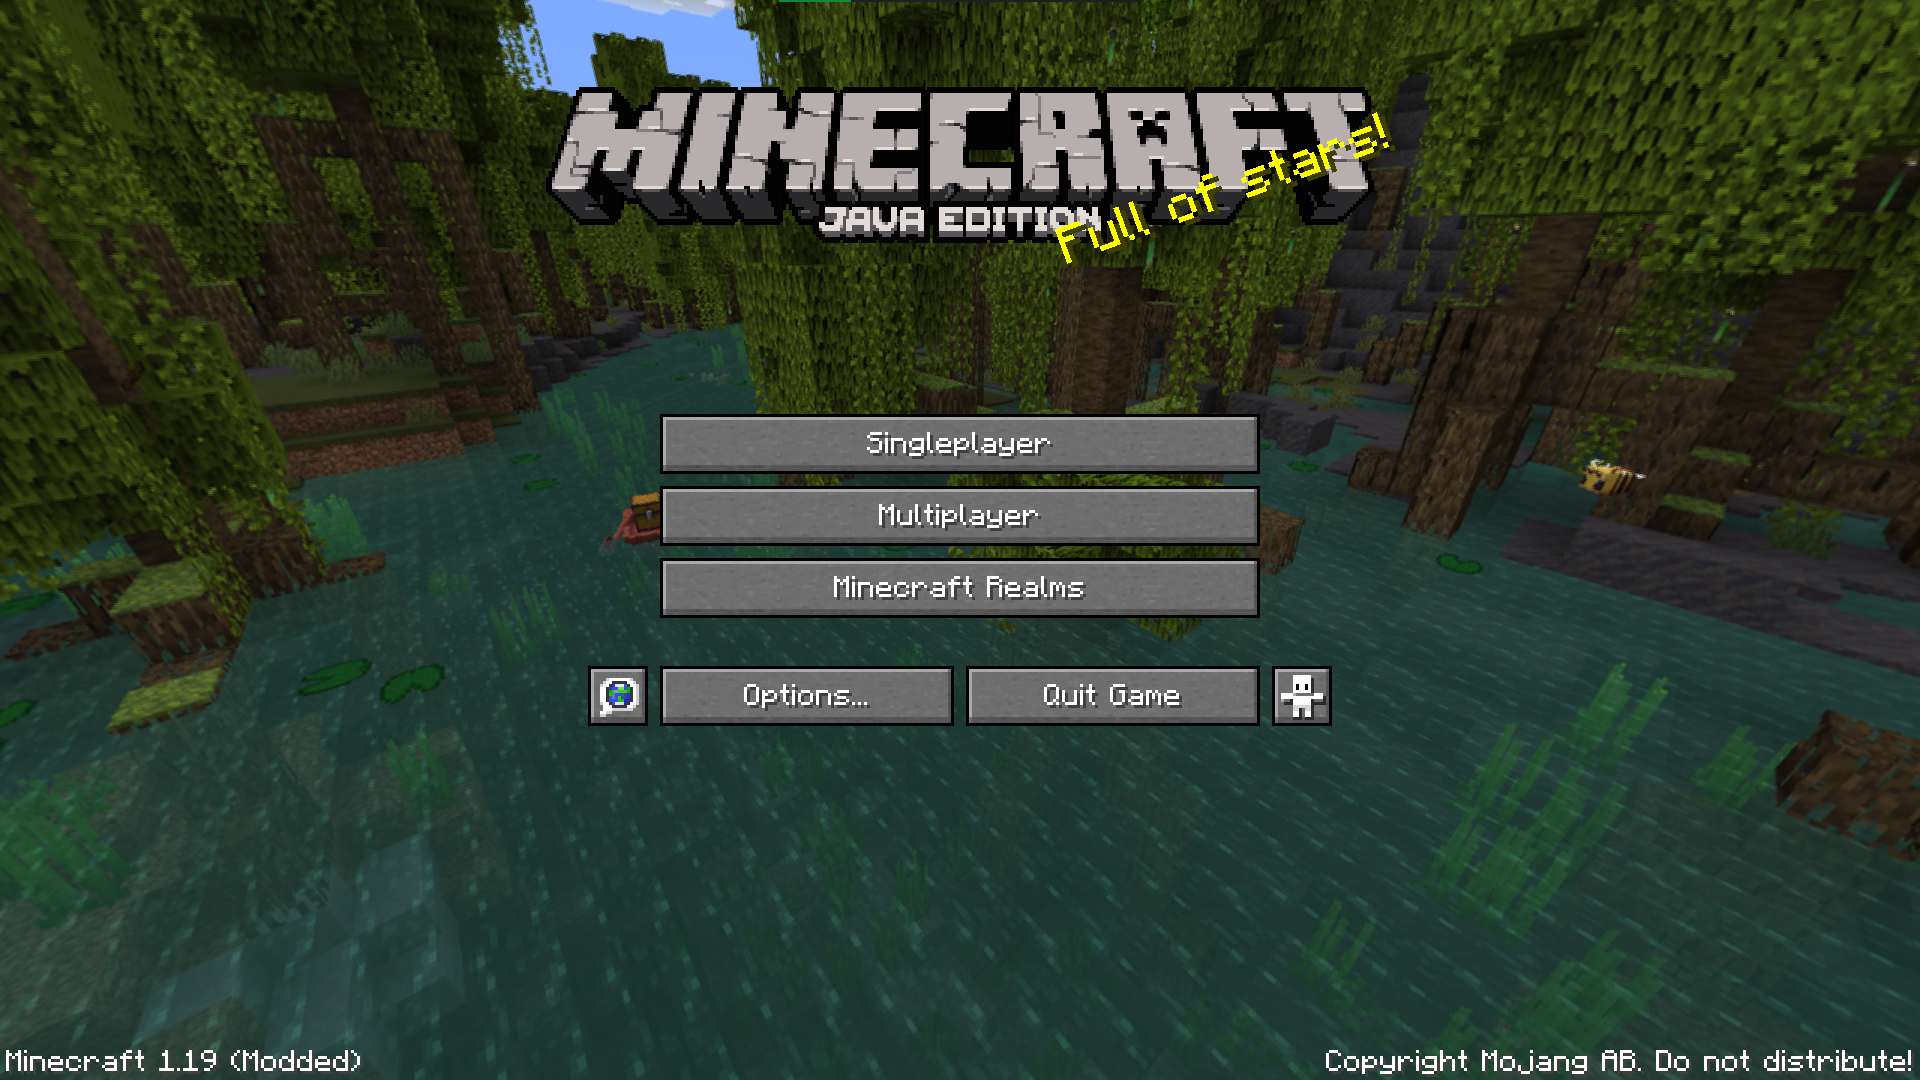 MINECRAFT
JAVA EDITION
Full of stars!
Singleplayer
Multiplayer
Minecraft Realms
Options...
Quit Game
Minecraft 1.19 (Modded)
Copyright Mojang AB. Do not distribute!